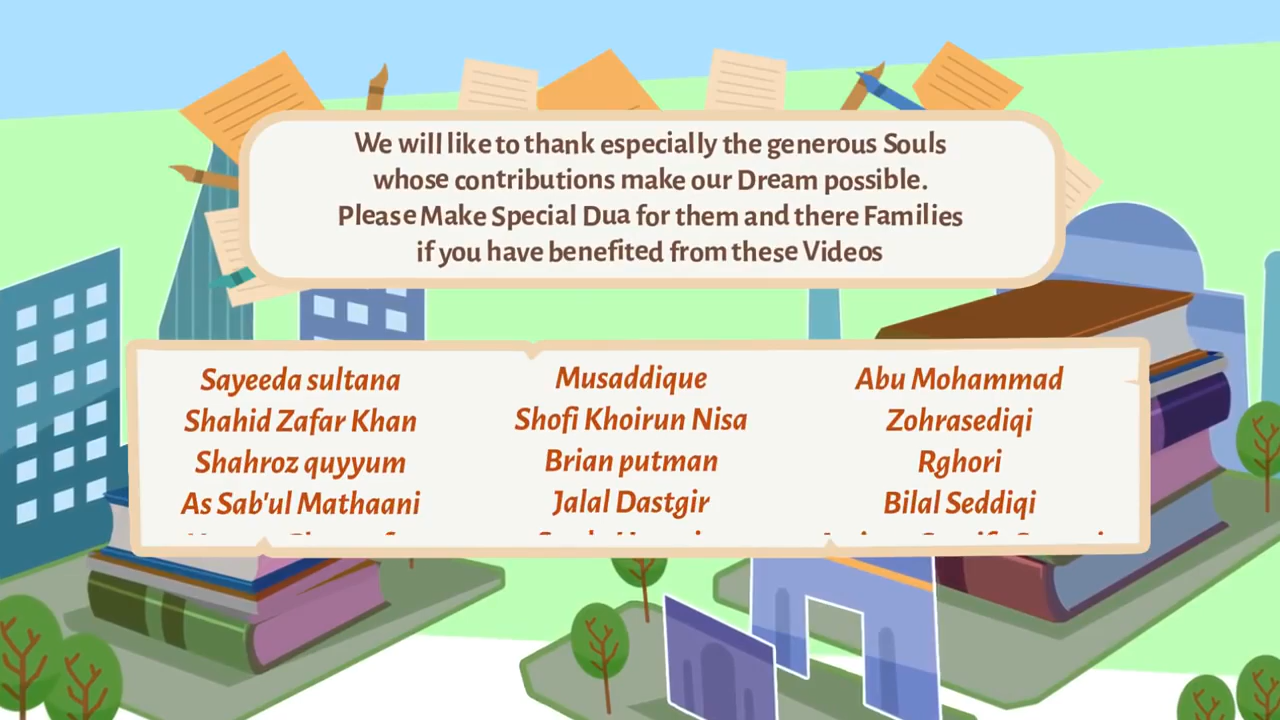 We will like to thank especially the generous Souls
whose contributions make our Dream possible.
Please Make Special Dua for them and there Families
if you have benefited from these Videos
Sayeeda sultana Musaddique Abu Mohammad
Shahid Zafar Khan Shofi Khoirun Nisa Zohrasediqi
Shahroz quyyum Brian putman Rghori
As Sab'ul Mathaani Jalal Dastgir Bilal Seddiqi